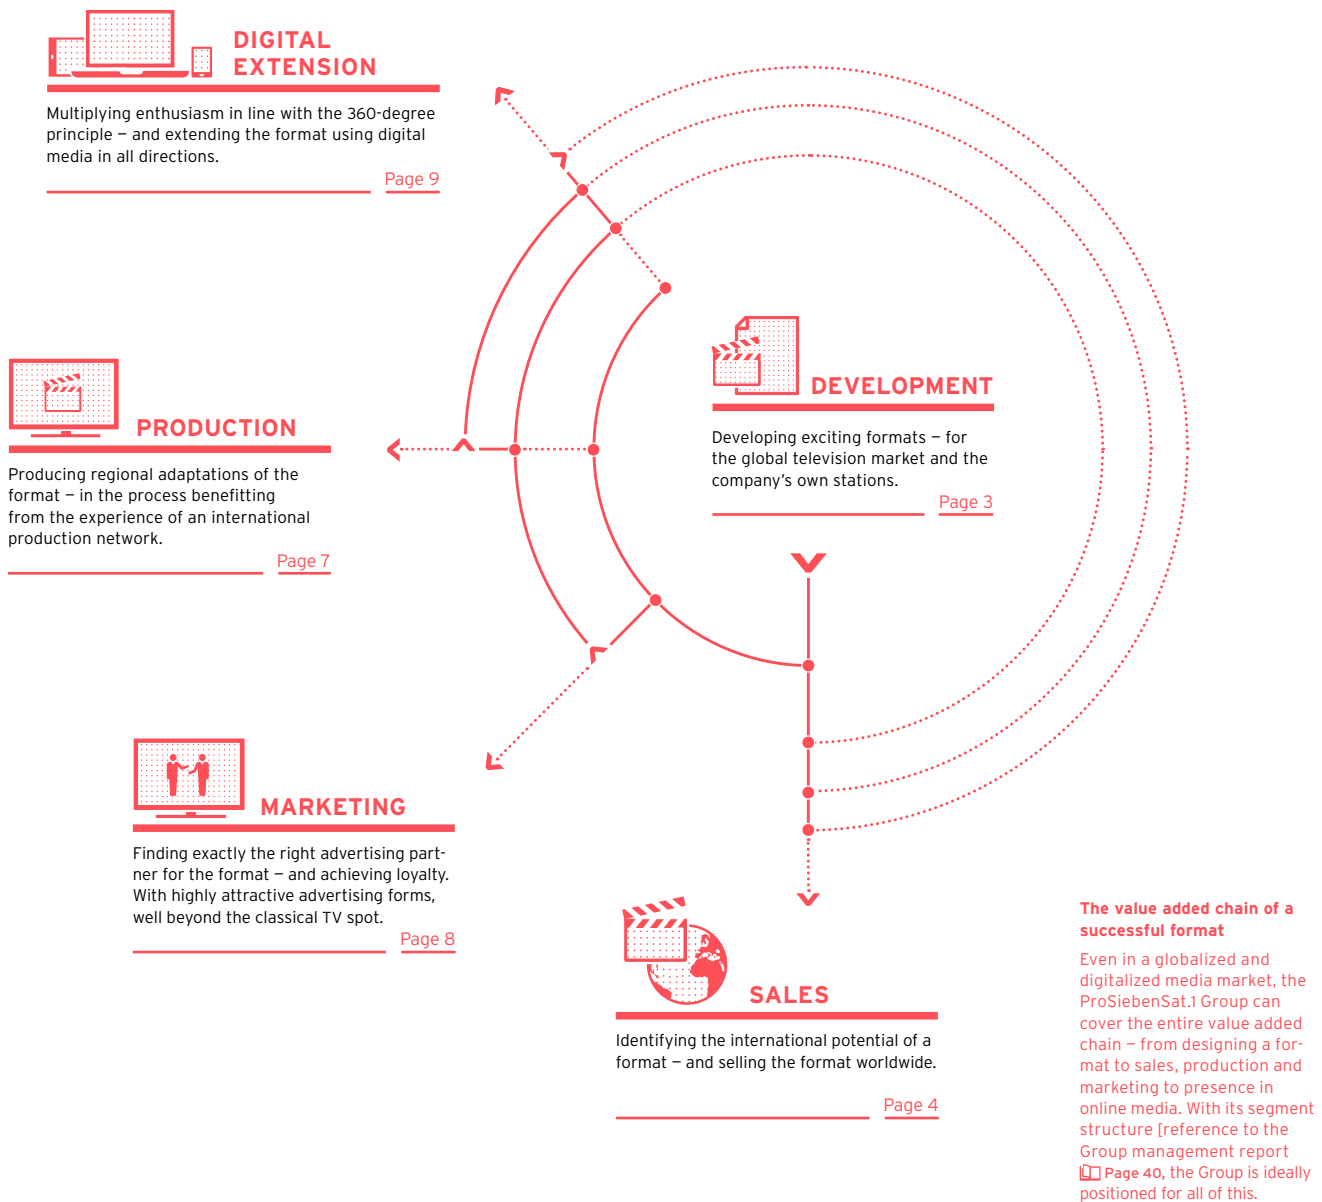 DIGITAL
EXTENSION
Multiplying enthusiasm in line with the 360-degree
principle – and extending the format using digital
media in all directions.
Page 9
DEVELOPMENT
Developing exciting formats – for
the global television market and the
company's own stations.
Page 3
PRODUCTION
Producing regional adaptations of the
format – in the process benefitting
from the experience of an international
production network.
Page 7
MARKETING
Finding exactly the right advertising part-
ner for the format – and achieving loyalty.
With highly attractive advertising forms,
well beyond the classical TV spot.
Page 8
SALES
Identifying the international potential of a
format – and selling the format worldwide.
Page 4
The value added chain of a
successful format
Even in a globalized and
digitalized media market, the
ProSiebenSat.1 Group can
cover the entire value added
chain – from designing a for-
mat to sales, production and
marketing to presence in
online media. With its segment
structure [reference to the
Group management report
Page 40, the Group is ideally
positioned for all of this.